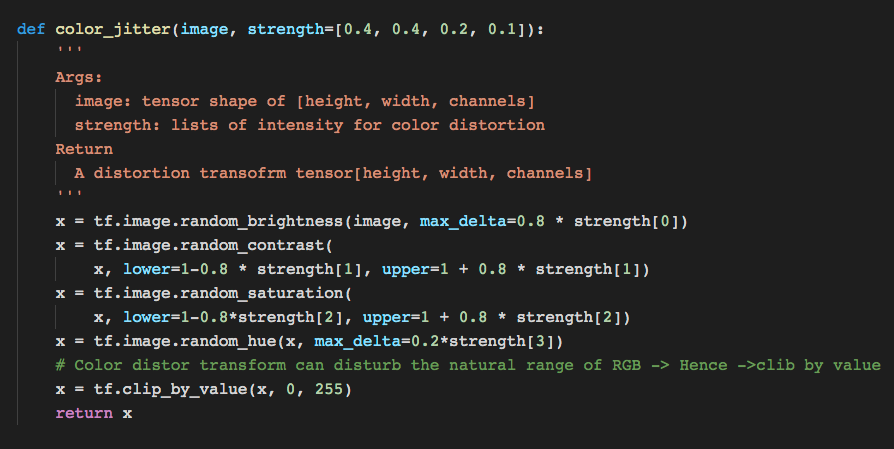 def color_jitter(image, strength=[0.4, 0.4, 0.2, 0.1]):
    '''
    Args:
      image: tensor shape of [height, width, channels]
      strength: lists of intensity for color distortion
    Return
      A distortion transofrm tensor[height, width, channels]
    '''
    x = tf.image.random_brightness(image, max_delta=0.8 * strength[0])
    x = tf.image.random_contrast(
        x, lower=1-0.8 * strength[1], upper=1 + 0.8 * strength[1])
    x = tf.image.random_saturation(
        x, lower=1-0.8*strength[2], upper=1 + 0.8 * strength[2])
    x = tf.image.random_hue(x, max_delta=0.2*strength[3])
    # Color distor transform can disturb the natural range of RGB -> Hence ->clib by value
    x = tf.clip_by_value(x, 0, 255)
    return x